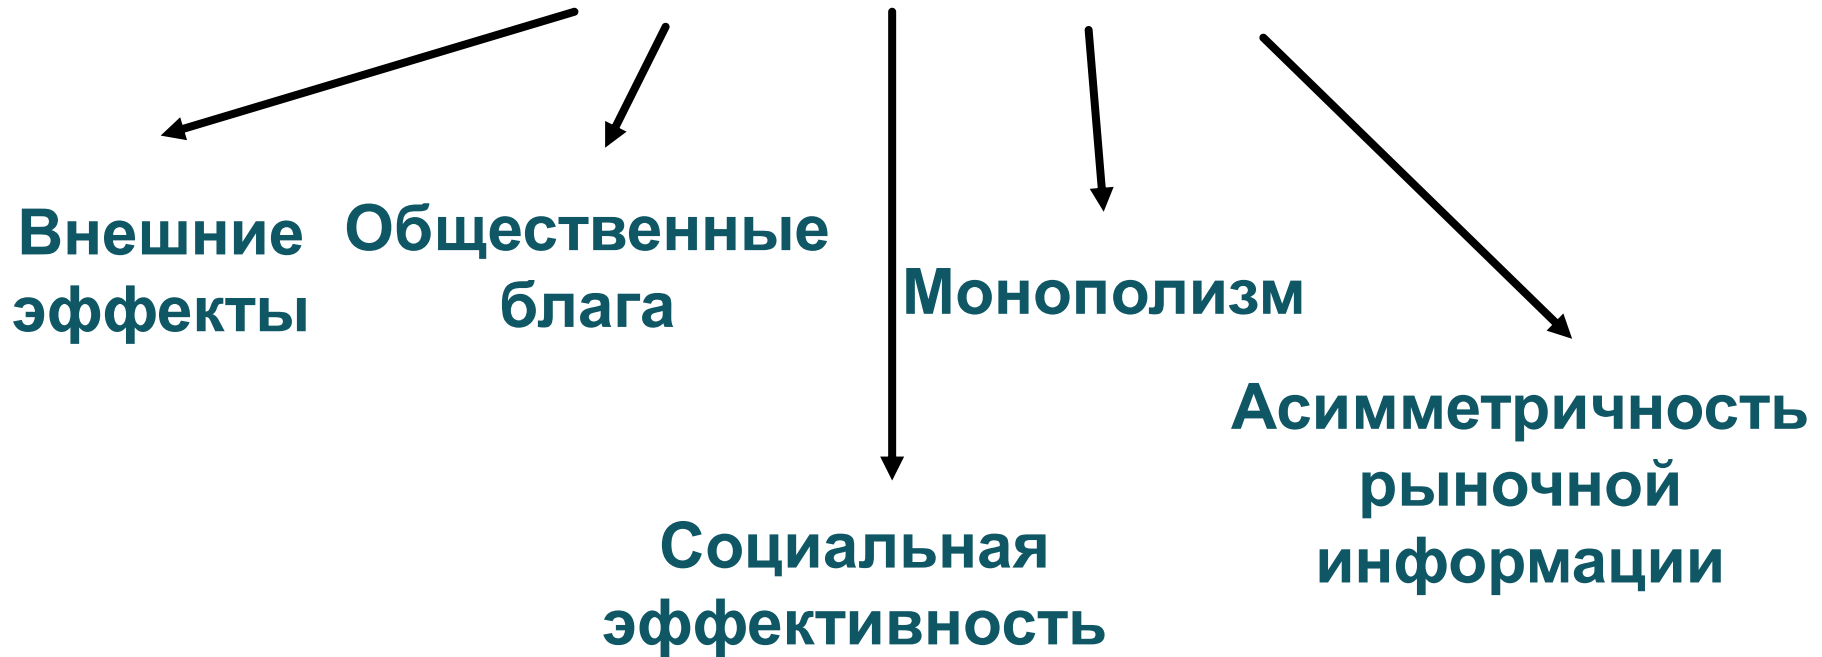 Внешние
эффекты
Общественные
блага
Монополизм
Асимметричность
рыночной
информации
Социальная
эффективность